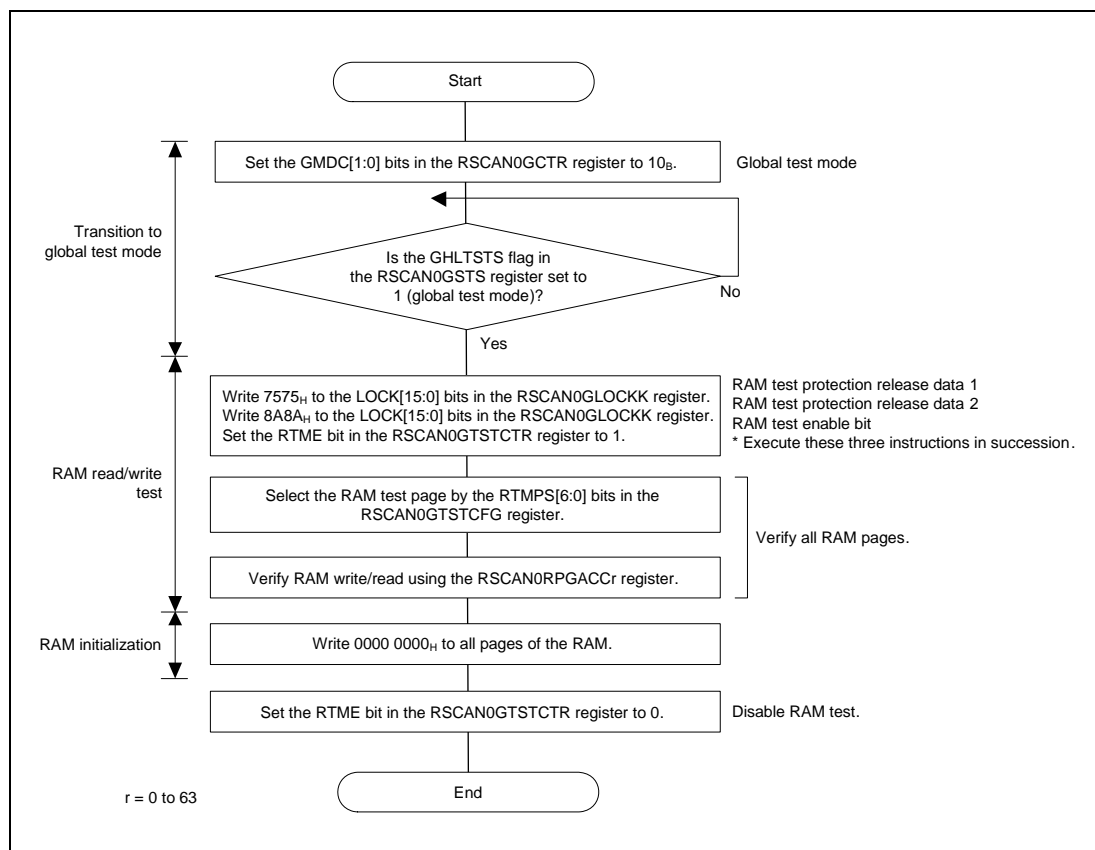 Start
Set the GMDC[1:0] bits in the RSCAN0GCTR register to 10B.
Global test mode
Transition to
global test mode
Is the GHLTSTS flag in
the RSCAN0GSTS register set to
1 (global test mode)?
No
Yes
Write 7575H to the LOCK[15:0] bits in the RSCAN0GLOCKK register.
Write 8A8AH to the LOCK[15:0] bits in the RSCAN0GLOCKK register.
Set the RTME bit in the RSCAN0GTSTCTR register to 1.
RAM test protection release data 1
RAM test protection release data 2
RAM test enable bit
* Execute these three instructions in succession.
RAM read/write
test
Select the RAM test page by the RTMPS[6:0] bits in the
RSCAN0GTSTCFG register.
Verify all RAM pages.
Verify RAM write/read using the RSCAN0RPGACCr register.
RAM initialization
Write 0000 0000H to all pages of the RAM.
Set the RTME bit in the RSCAN0GTSTCTR register to 0.
Disable RAM test.
End
r = 0 to 63